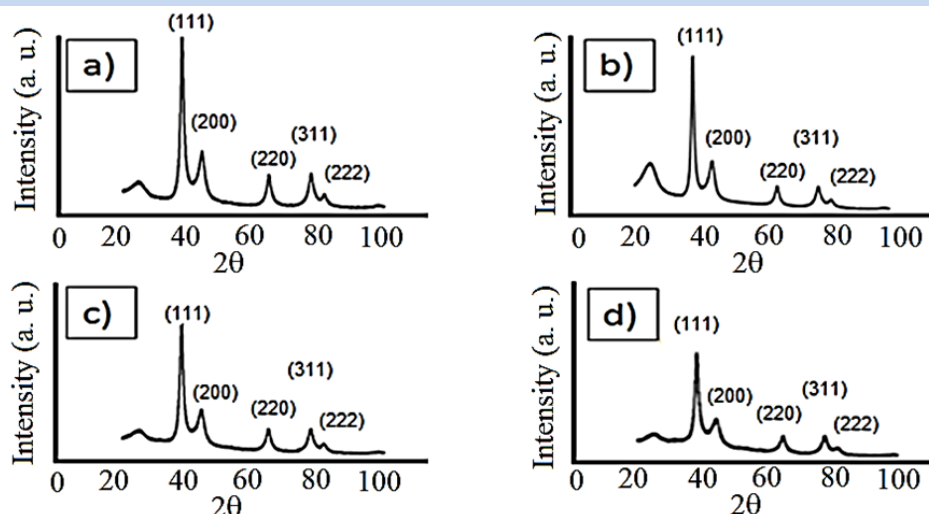 a)
Intensity (a. u.)
(111)
(200)
(220)
(311)
(222)
0 20 40 60 80 100
2θ
b)
Intensity (a. u.)
(111)
(200)
(220)
(311)
(222)
0 20 40 60 80 100
2θ
c)
Intensity (a. u.)
(111)
(200)
(220)
(311)
(222)
0 20 40 60 80 100
2θ
d)
Intensity (a. u.)
(111)
(200)
(220)
(311)
(222)
0 20 40 60 80 100
2θ